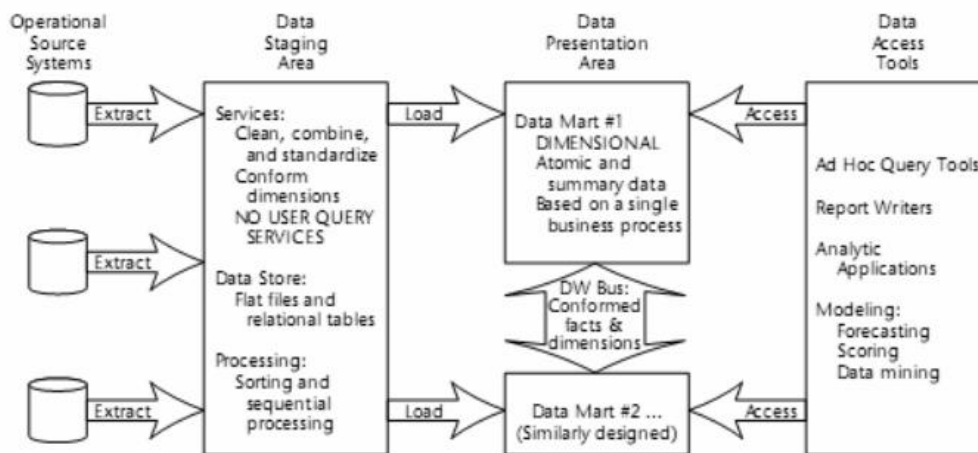 Operational
Source
Systems
Data
Staging
Area
Data
Presentation
Area
Data
Access
Tools
Extract
Extract
Extract
Services:
Clean, combine,
and standardize
Conform
dimensions
NO USER QUERY
SERVICES
Data Store:
Flat files and
relational tables
Processing:
Sorting and
sequential
processing
Load
Load
Data Mart #1
DIMENSIONAL
Atomic and
summary data
Based on a single
business process
DW Bus:
Conformed
facts &
dimensions
Data Mart #2 ...
(Similarly designed)
Access
Access
Ad Hoc Query Tools
Report Writers
Analytic
Applications
Modeling:
Forecasting
Scoring
Data mining